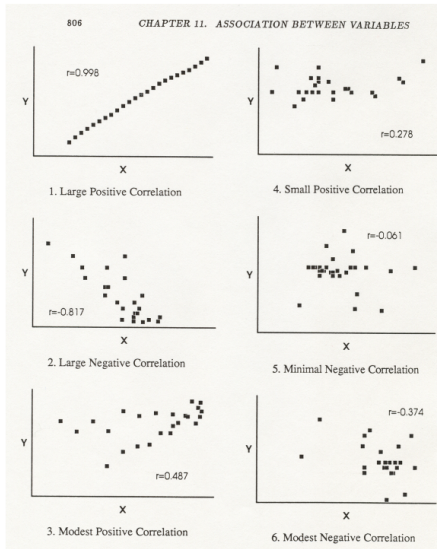 806 CHAPTER 11. ASSOCIATION BETWEEN VARIABLES
r=0.998
Y
X
1. Large Positive Correlation
r=0.278
Y
X
4. Small Positive Correlation
r=-0.817
Y
X
2. Large Negative Correlation
r=-0.061
Y
X
5. Minimal Negative Correlation
r=0.487
Y
X
3. Modest Positive Correlation
r=-0.374
Y
X
6. Modest Negative Correlation